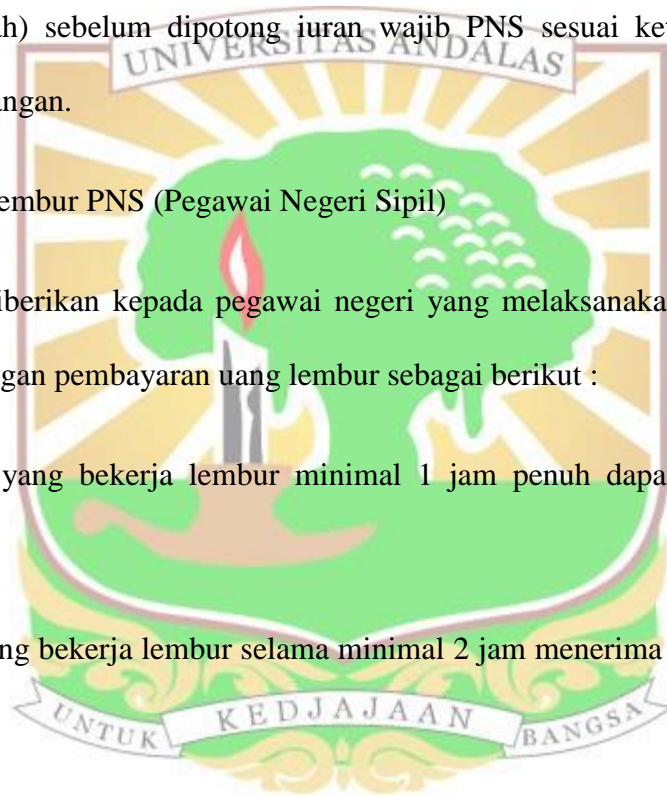 ah) sebelum dipotong iuran wajib PNS sesuai ke
UNIVERSITAS ANDALAS
angan.
embur PNS (Pegawai Negeri Sipil)
iberikan kepada pegawai negeri yang melaksanaka
gan pembayaran uang lembur sebagai berikut :
yang bekerja lembur minimal 1 jam penuh dapa
ng bekerja lembur selama minimal 2 jam menerima
UNTUK KEDJAJAAN BANGSA